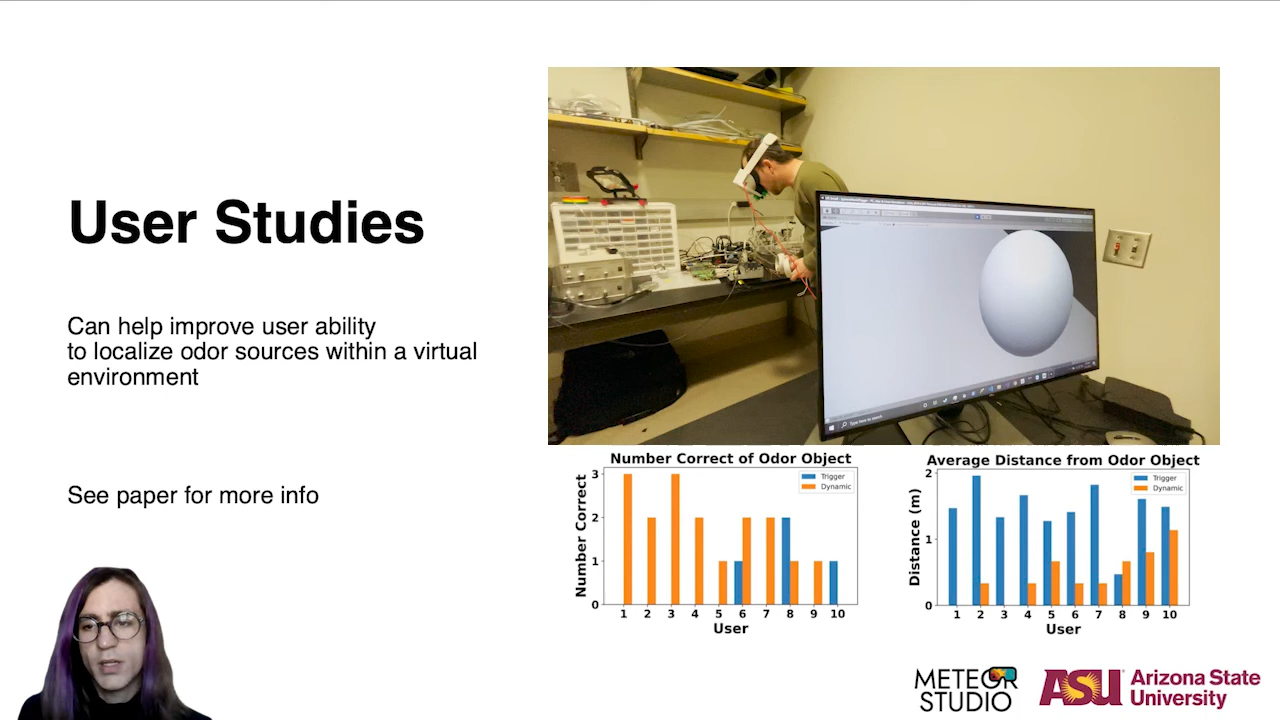 User Studies
Can help improve user ability
to localize odor sources within a virtual
environment
See paper for more info
Number Correct of Odor Object
Number Correct
3
2
1
0
Trigger
Dynamic
1 2 3 4 5 6 7 8 9 10
User
Average Distance from Odor Object
Distance (m)
2
1
0
Trigger
Dynamic
1 2 3 4 5 6 7 8 9 10
User
METEOR
STUDIO
ASU
Arizona State
University